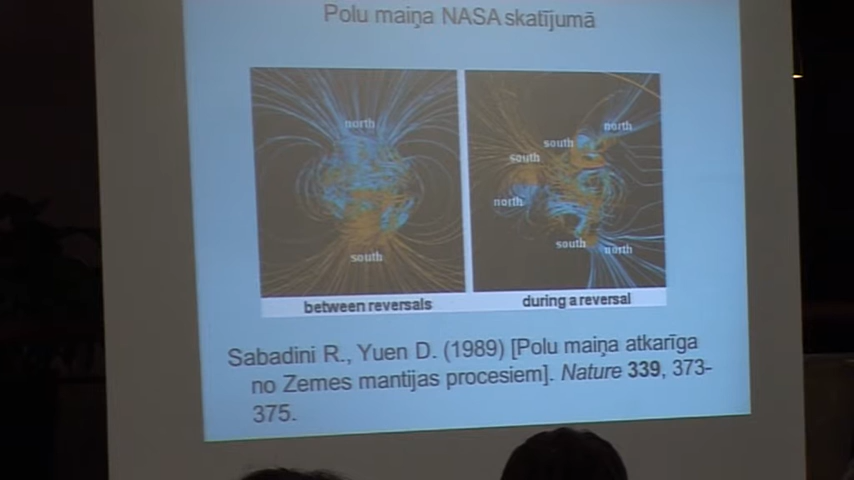 Polu maiņa NASA skatījumā
north
south
between reversals
north
south
south
north
south
north
during a reversal
Sabadini R., Yuen D. (1989) [Polu maiņa atkarīga
no Zemes mantijas procesiem]. Nature 339, 373-
375.